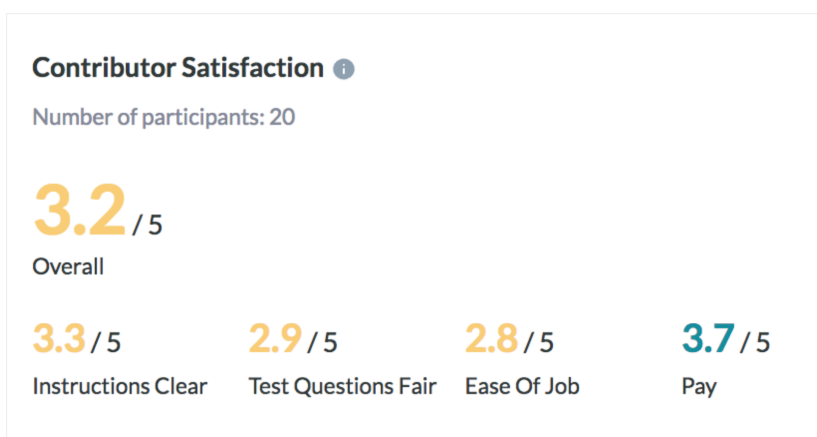 Contributor Satisfaction i
Number of participants: 20
3.2 / 5
Overall
3.3 / 5 2.9 / 5 2.8 / 5 3.7 / 5
Instructions Clear Test Questions Fair Ease Of Job Pay